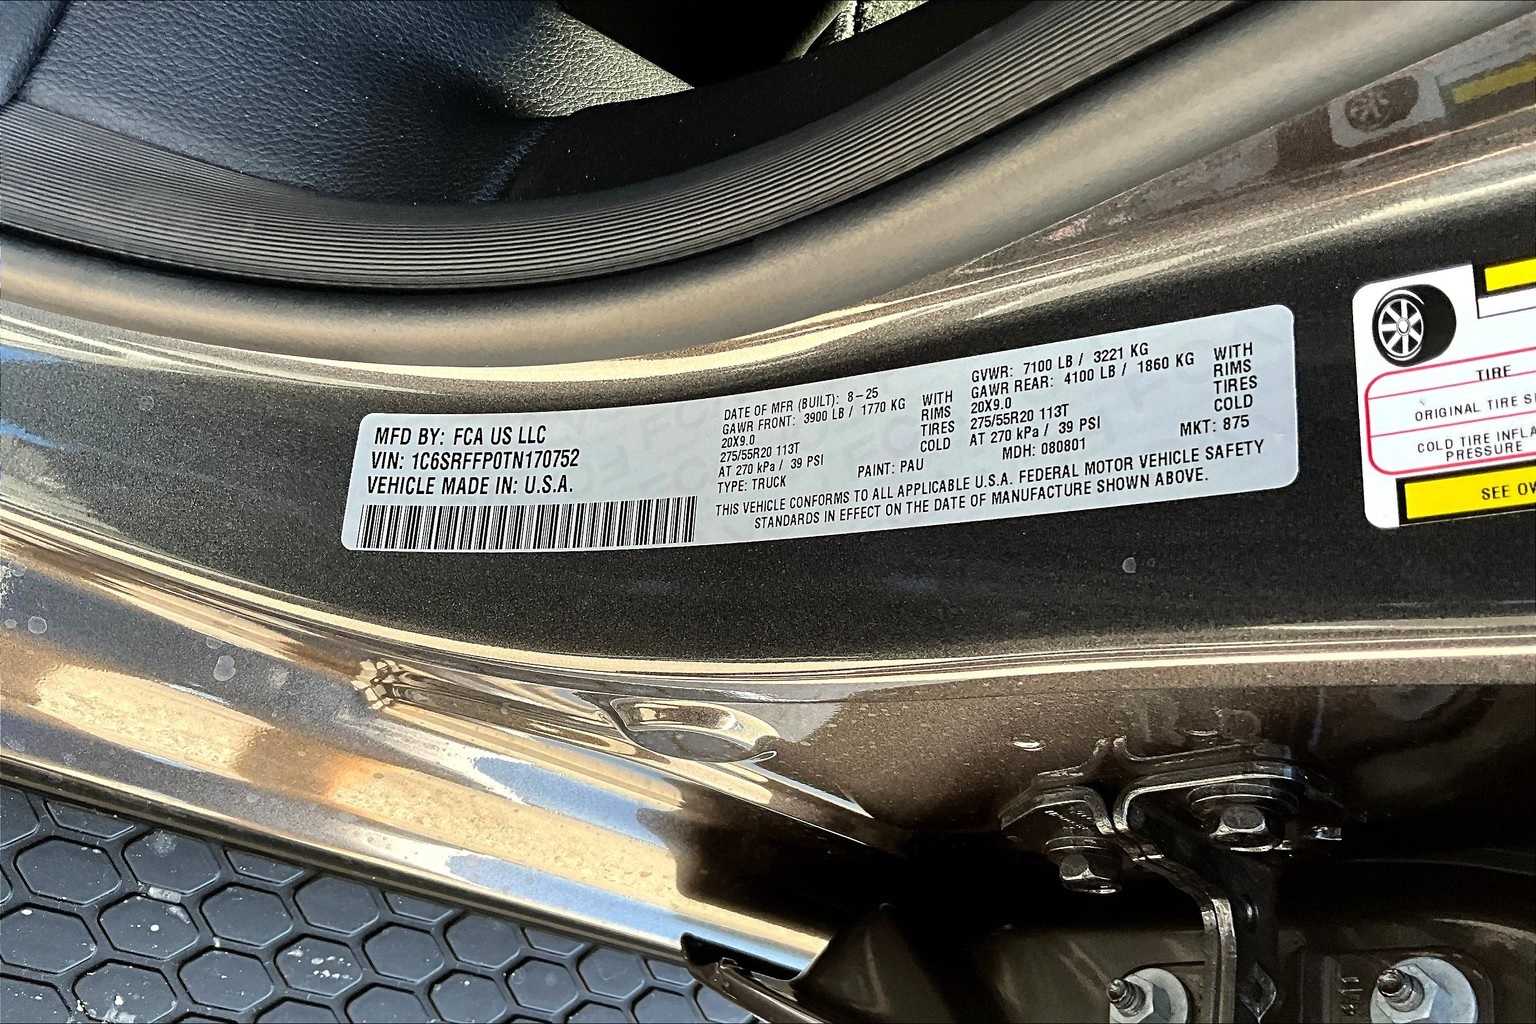 MFD BY: FCA US LLC
VIN: 1C6SRFFP0TN170752
VEHICLE MADE IN: U.S.A.
DATE OF MFR (BUILT): 8-25
GAWR FRONT: 3900 LB / 1770 KG WITH
20X9.0 RIMS
275/55R20 113T TIRES
AT 270 kPa / 39 PSI COLD
TYPE: TRUCK PAINT: PAU
GVWR: 7100 LB / 3221 KG
GAWR REAR: 4100 LB / 1860 KG WITH
20X9.0 RIMS
275/55R20 113T TIRES
AT 270 kPa / 39 PSI COLD
MDH: 080801 MKT: 875
THIS VEHICLE CONFORMS TO ALL APPLICABLE U.S.A. FEDERAL MOTOR VEHICLE SAFETY
STANDARDS IN EFFECT ON THE DATE OF MANUFACTURE SHOWN ABOVE.
TIRE
ORIGINAL TIRE
COLD TIRE
PRESSURE
SEE